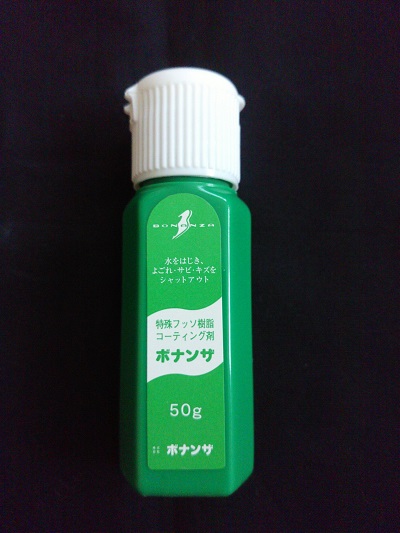 BONANZA
水をはじき、
よごれ・サビ・キズを
シャットアウト
特殊フッソ樹脂
コーティング剤
ボナンザ
50g
ボナンザ